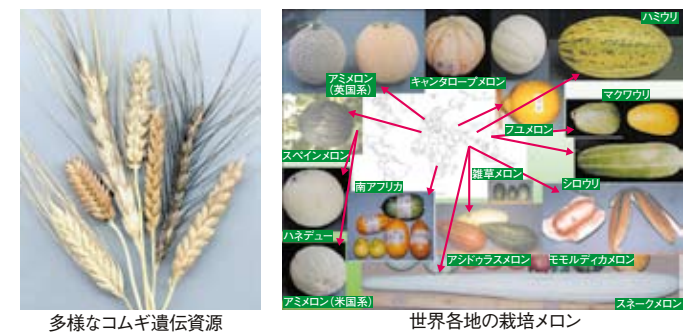 ハミウリ
アミメロン
(英国系)
キャンタロープメロン
マクワウリ
フユメロン
スペインメロン
南アフリカ
雑草メロン
シロウリ
ハネデュー
アシドゥラスメロン
モモルディカメロン
アミメロン(米国系)
スネークメロン
多様なコムギ遺伝資源
世界各地の栽培メロン